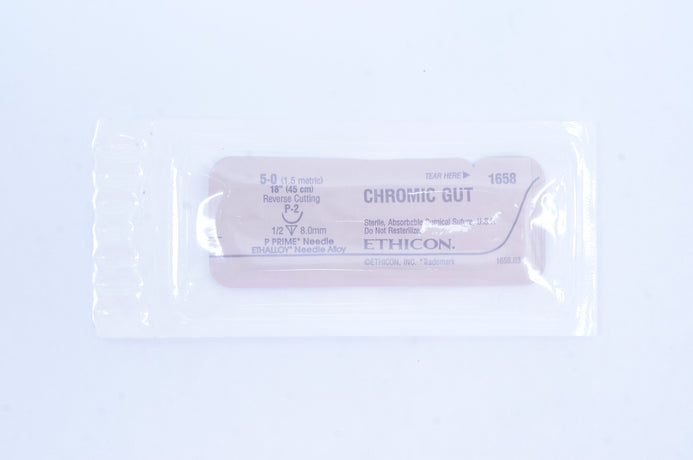 5-0 (1.5 metric)
18" (45 cm)
Reverse Cutting
P-2
1/2 8.0mm
P PRIME* Needle
ETHALLOY* Needle Alloy
TEAR HERE ▶
1658
CHROMIC GUT
Sterile, Absorbable Surgical Suture, U.S.P.
Do Not Resterilize
ETHICON.
©ETHICON, INC. *Trademark